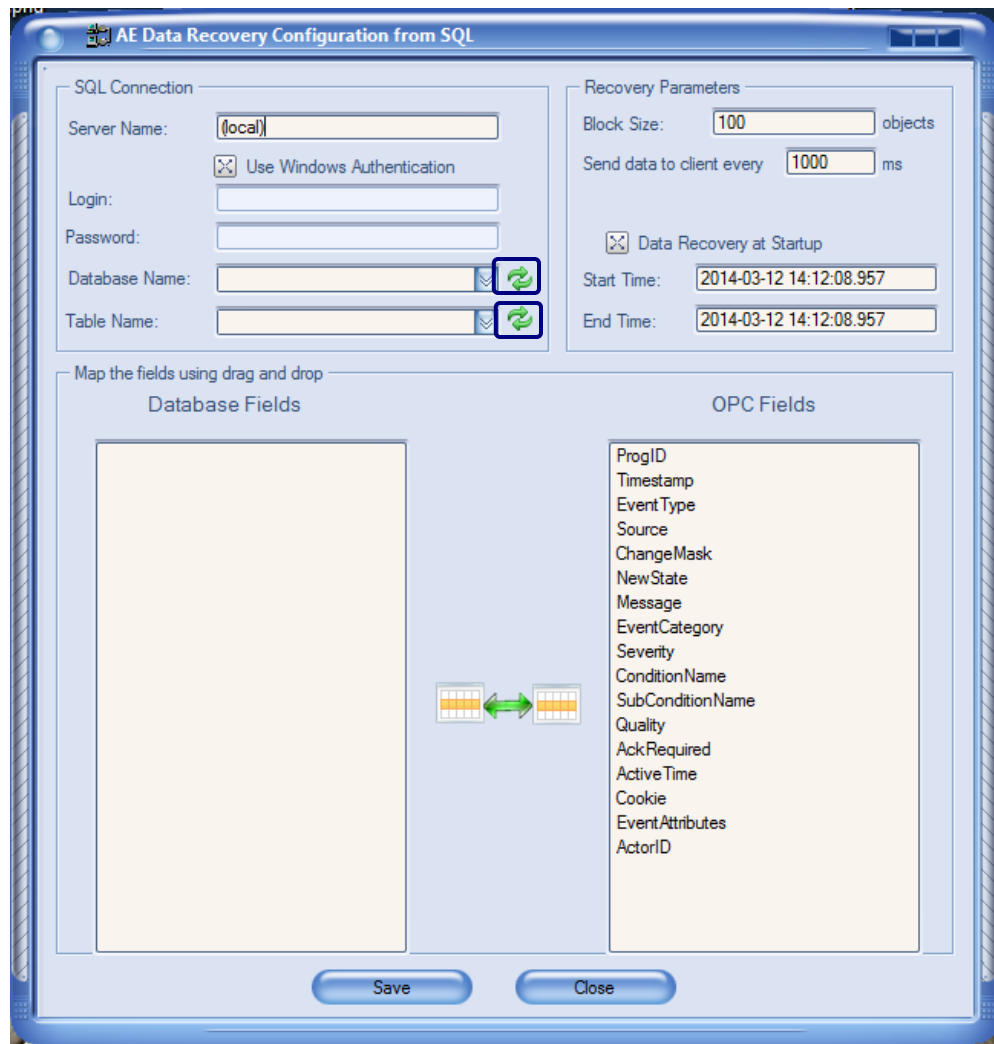 AE Data Recovery Configuration from SQL
SQL Connection
Server Name: (local)
Use Windows Authentication
Login:
Password:
Database Name:
Table Name:
Recovery Parameters
Block Size: 100 objects
Send data to client every 1000 ms
Data Recovery at Startup
Start Time: 2014-03-12 14:12:08.957
End Time: 2014-03-12 14:12:08.957
Map the fields using drag and drop
Database Fields
OPC Fields
ProgID
Timestamp
EventType
Source
ChangeMask
NewState
Message
EventCategory
Severity
ConditionName
SubConditionName
Quality
AckRequired
ActiveTime
Cookie
EventAttributes
ActorID
Save
Close